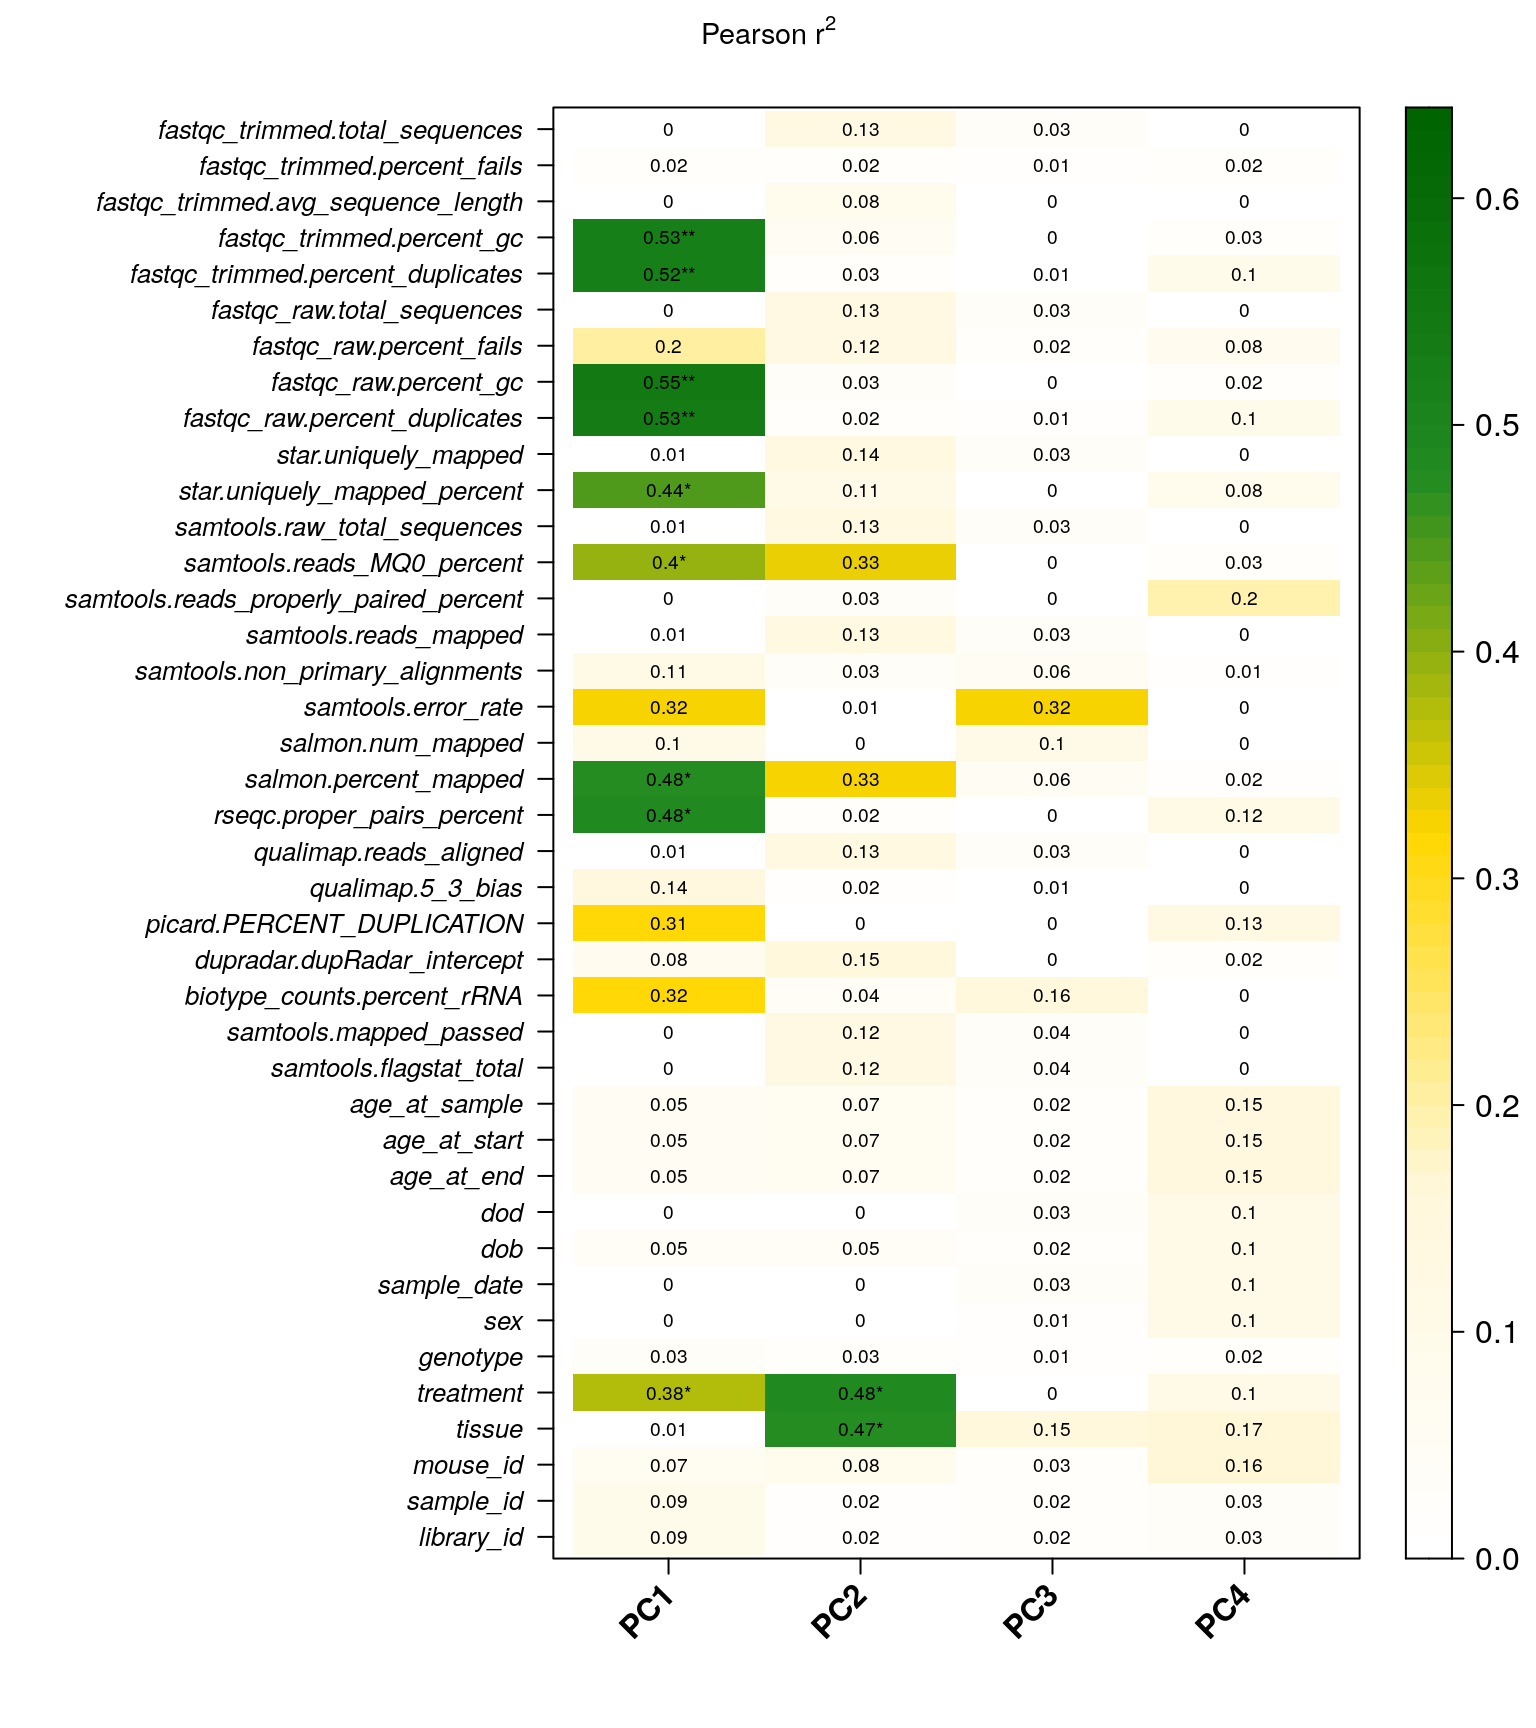 Pearson r²
fastqc_trimmed.total_sequences 0 0.13 0.03 0
fastqc_trimmed.percent_fails 0.02 0.02 0.01 0.02
fastqc_trimmed.avg_sequence_length 0 0.08 0 0
fastqc_trimmed.percent_gc 0.53** 0.06 0 0.03
fastqc_trimmed.percent_duplicates 0.52** 0.03 0.01 0.1
fastqc_raw.total_sequences 0 0.13 0.03 0
fastqc_raw.percent_fails 0.2 0.12 0.02 0.08
fastqc_raw.percent_gc 0.55** 0.03 0 0.02
fastqc_raw.percent_duplicates 0.53** 0.02 0.01 0.1
star.uniquely_mapped 0.01 0.14 0.03 0
star.uniquely_mapped_percent 0.44* 0.11 0 0.08
samtools.raw_total_sequences 0.01 0.13 0.03 0
samtools.reads_MQ0_percent 0.4* 0.33 0 0.03
samtools.reads_properly_paired_percent 0 0.03 0 0.2
samtools.reads_mapped 0.01 0.13 0.03 0
samtools.non_primary_alignments 0.11 0.03 0.06 0.01
samtools.error_rate 0.32 0.01 0.32 0
salmon.num_mapped 0.1 0 0.1 0
salmon.percent_mapped 0.48* 0.33 0.06 0.02
rseqc.proper_pairs_percent 0.48* 0.02 0 0.12
qualimap.reads_aligned 0.01 0.13 0.03 0
qualimap.5_3_bias 0.14 0.02 0.01 0
picard.PERCENT_DUPLICATION 0.31 0 0 0.13
dupradar.dupRadar_intercept 0.08 0.15 0 0.02
biotype_counts.percent_rRNA 0.32 0.04 0.16 0
samtools.mapped_passed 0 0.12 0.04 0
samtools.flagstat_total 0 0.12 0.04 0
age_at_sample 0.05 0.07 0.02 0.15
age_at_start 0.05 0.07 0.02 0.15
age_at_end 0.05 0.07 0.02 0.15
dod 0 0 0.03 0.1
dob 0.05 0.05 0.02 0.1
sample_date 0 0 0.03 0.1
sex 0 0 0.01 0.1
genotype 0.03 0.03 0.01 0.02
treatment 0.38* 0.48* 0 0.1
tissue 0.01 0.47* 0.15 0.17
mouse_id 0.07 0.08 0.03 0.16
sample_id 0.09 0.02 0.02 0.03
library_id 0.09 0.02 0.02 0.03
PC1 PC2 PC3 PC4
0.6
0.5
0.4
0.3
0.2
0.1
0.0